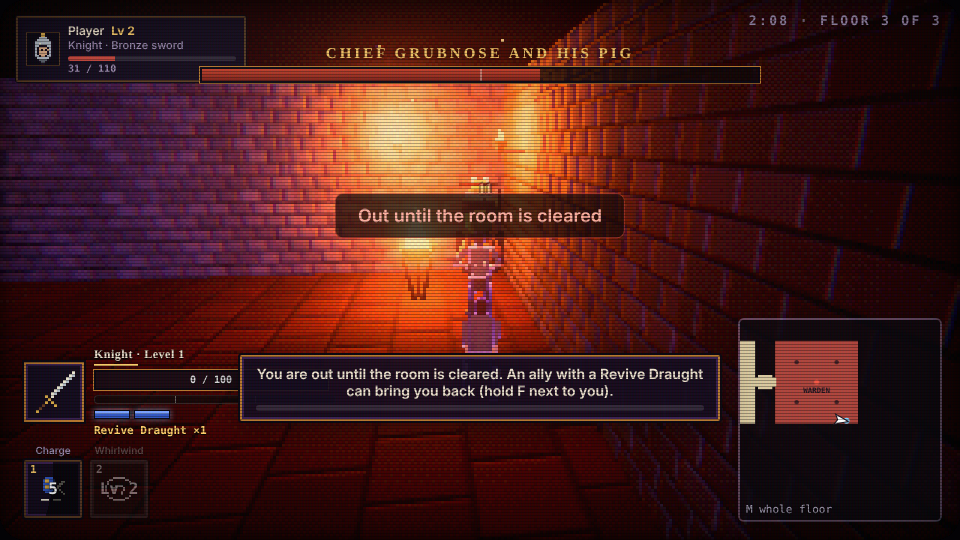 Player Lv 2
Knight · Bronze sword
31 / 110
2:08 · FLOOR 3 OF 3
CHIEF GRUBNOSE AND HIS PIG
Out until the room is cleared
Knight · Level 1
0 / 100
Revive Draught ×1
You are out until the room is cleared. An ally with a Revive Draught
can bring you back (hold F next to you).
Charge
Whirlwind
1
5
2
Lv 2
WARDEN
M whole floor